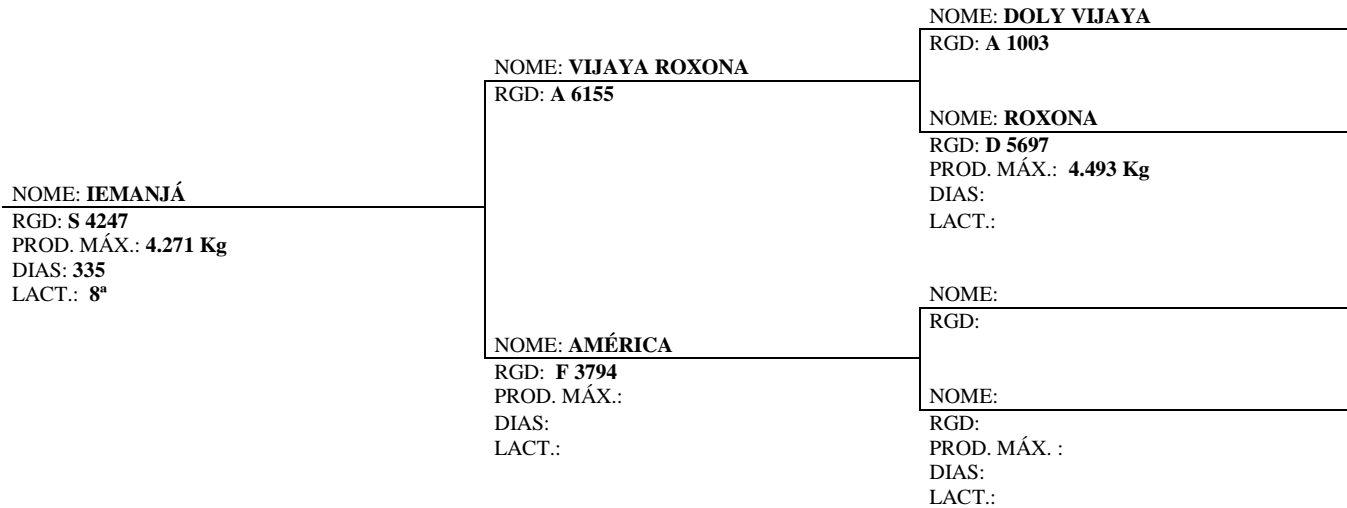 NOME: DOLY VIJAYA
RGD: A 1003
NOME: VIJAYA ROXONA
RGD: A 6155
NOME: ROXONA
RGD: D 5697
PROD. MÁX.: 4.493 Kg
DIAS:
LACT.:
NOME: IEMANJÁ
RGD: S 4247
PROD. MÁX.: 4.271 Kg
DIAS: 335
LACT.: 8ª
NOME:
RGD:
NOME: AMÉRICA
RGD: F 3794
PROD. MÁX.:
DIAS:
LACT.:
NOME:
RGD:
PROD. MÁX. :
DIAS:
LACT.: